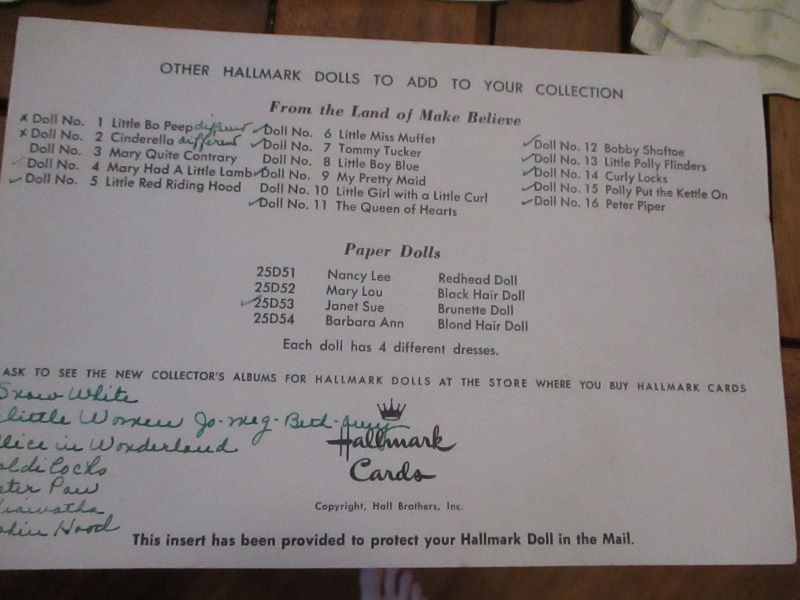 OTHER HALLMARK DOLLS TO ADD TO YOUR COLLECTION
From the Land of Make Believe
x Doll No. 1 Little Bo Peep different
x Doll No. 2 Cinderella different
Doll No. 3 Mary Quite Contrary
✓ Doll No. 4 Mary Had A Little Lamb
✓ Doll No. 5 Little Red Riding Hood
✓ Doll No. 6 Little Miss Muffet
✓ Doll No. 7 Tommy Tucker
Doll No. 8 Little Boy Blue
✓ Doll No. 9 My Pretty Maid
Doll No. 10 Little Girl with a Little Curl
✓ Doll No. 11 The Queen of Hearts
✓ Doll No. 12 Bobby Shaftoe
✓ Doll No. 13 Little Polly Flinders
✓ Doll No. 14 Curly Locks
✓ Doll No. 15 Polly Put the Kettle On
✓ Doll No. 16 Peter Piper
Paper Dolls
25D51 Nancy Lee Redhead Doll
25D52 Mary Lou Black Hair Doll
✓ 25D53 Janet Sue Brunette Doll
25D54 Barbara Ann Blond Hair Doll
Each doll has 4 different dresses.
ASK TO SEE THE NEW COLLECTOR'S ALBUMS FOR HALLMARK DOLLS AT THE STORE WHERE YOU BUY HALLMARK CARDS
Snow White
Little Women Jo-Meg-Beth-Amy
lice in Wonderland
oldi locks
ter Pan
iawatha
obin Hood
Hallmark
Cards
Copyright, Hall Brothers, Inc.
This insert has been provided to protect your Hallmark Doll in the Mail.